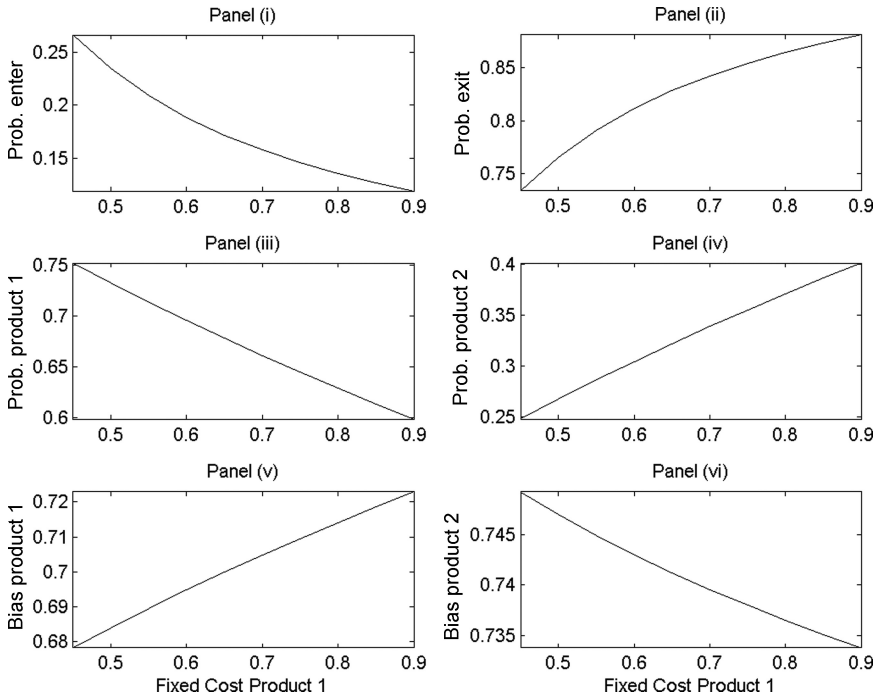 Panel (i)
Prob. enter
0.25
0.2
0.15
0.5 0.6 0.7 0.8 0.9
Panel (ii)
Prob. exit
0.85
0.8
0.75
0.5 0.6 0.7 0.8 0.9
Panel (iii)
Prob. product 1
0.75
0.7
0.65
0.6
0.5 0.6 0.7 0.8 0.9
Panel (iv)
Prob. product 2
0.4
0.35
0.3
0.25
0.5 0.6 0.7 0.8 0.9
Panel (v)
Bias product 1
0.72
0.71
0.7
0.69
0.68
0.5 0.6 0.7 0.8 0.9
Fixed Cost Product 1
Panel (vi)
Bias product 2
0.745
0.74
0.735
0.5 0.6 0.7 0.8 0.9
Fixed Cost Product 1